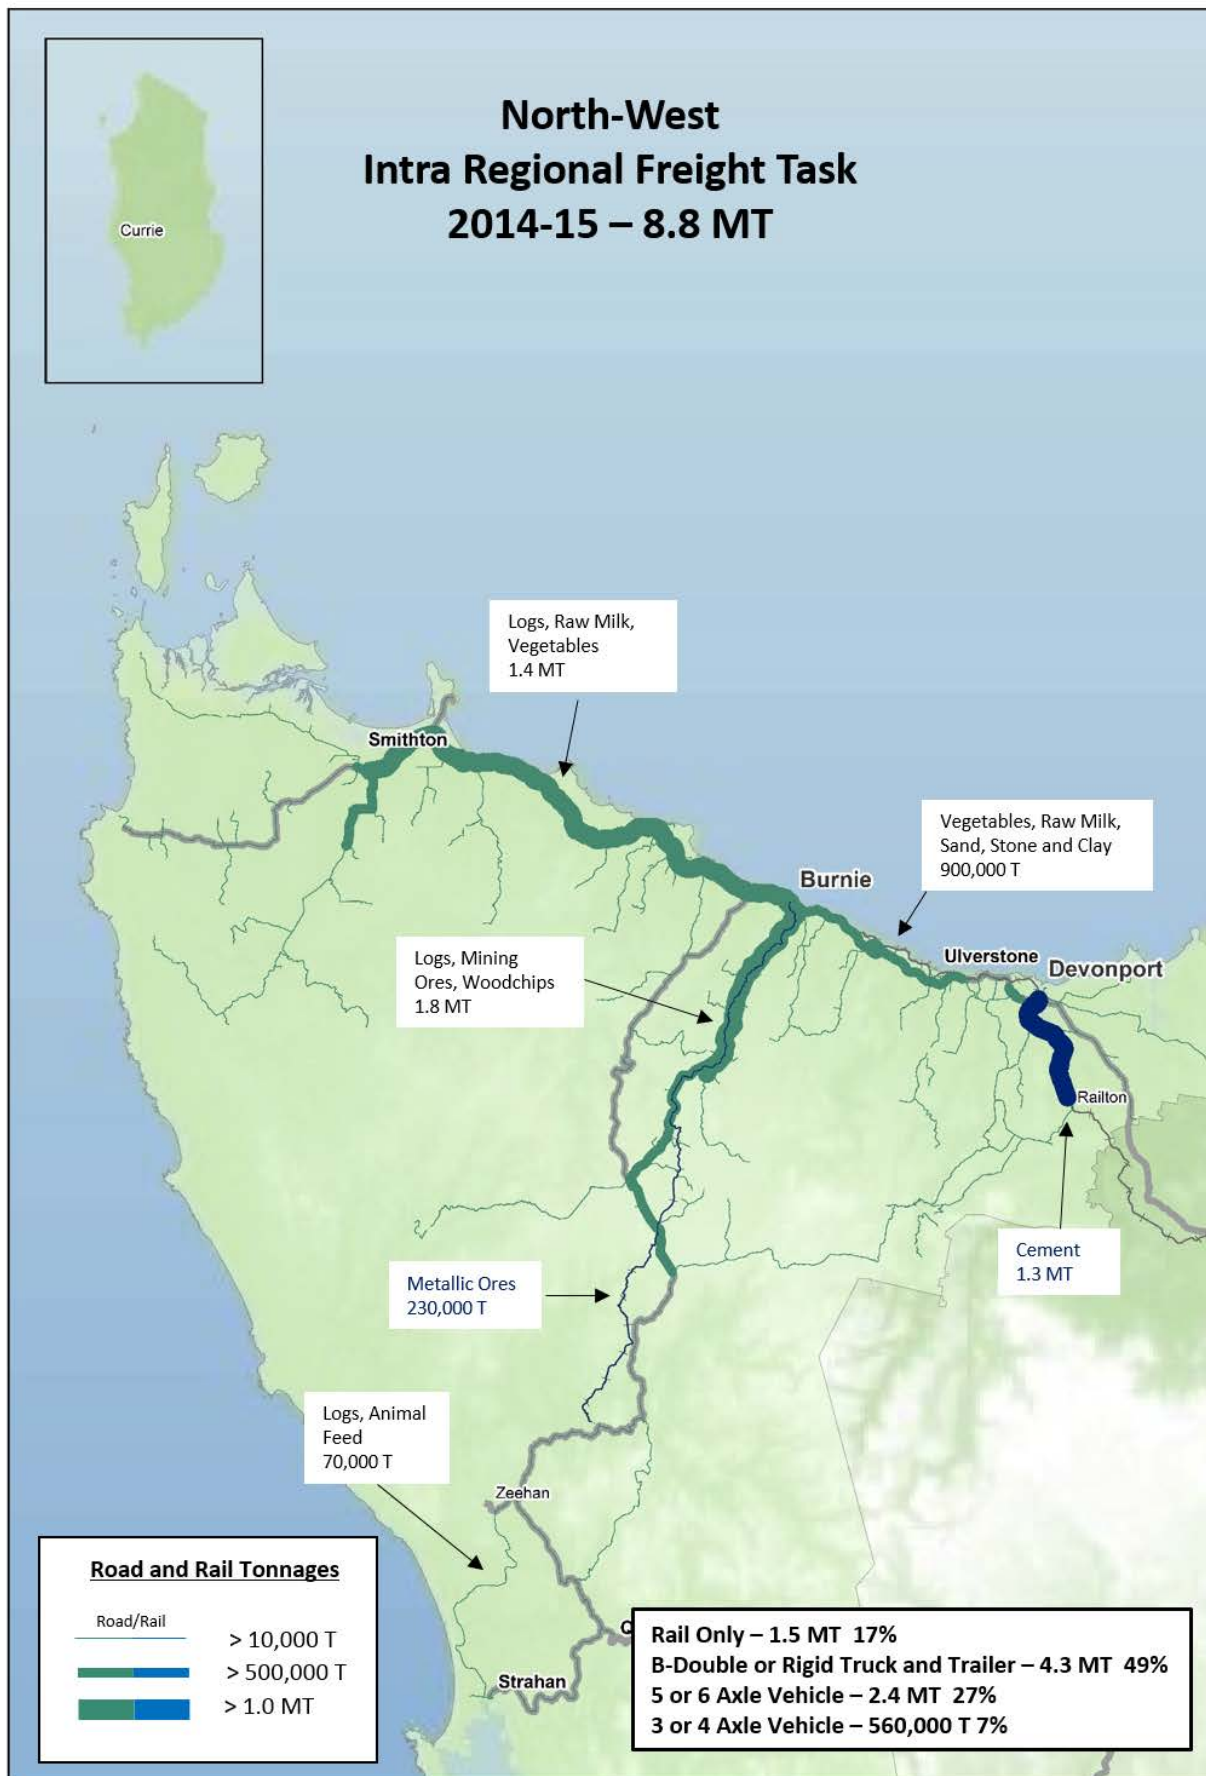 North-West
Intra Regional Freight Task
2014-15 – 8.8 MT
Currie
Logs, Raw Milk,
Vegetables
1.4 MT
Smithton
Vegetables, Raw Milk,
Sand, Stone and Clay
900,000 T
Burnie
Logs, Mining
Ores, Woodchips
1.8 MT
Ulverstone
Devonport
Railton
Cement
1.3 MT
Metallic Ores
230,000 T
Logs, Animal
Feed
70,000 T
Zeehan
Strahan
Road and Rail Tonnages
Road/Rail
> 10,000 T
> 500,000 T
> 1.0 MT
Rail Only – 1.5 MT 17%
B-Double or Rigid Truck and Trailer – 4.3 MT 49%
5 or 6 Axle Vehicle – 2.4 MT 27%
3 or 4 Axle Vehicle – 560,000 T 7%